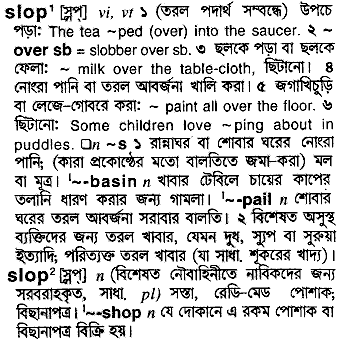 slop¹ [স্লপ্] vi, vt ১ (তরল পদার্থ সম্বন্ধে) উপচে
পড়া: The tea ~ped (over) into the saucer. ২ ~
over sb = slobber over sb. ৩ ছলকে পড়া বা ছলকে
ফেলা: ~ milk over the table-cloth, ছিটানো। ৪
নোংরা পানি বা তরল আবর্জনা খালি করা। ৫ জগাখিচুড়ি
বা লেজে-গোবরে করা: ~ paint all over the floor. ৬
ছিটানো: Some children love ~ping about in
puddles. □n ~s ১ রান্নাঘর বা শোবার ঘরের নোংরা
পানি; (কারা প্রকোষ্ঠের মতো বালতিতে জমা-করা) মল
বা মূত্র। ˈ~-basin n খাবার টেবিলে চায়ের কাপের
তলানি ধারণ করার জন্য গামলা। ˈ~-pail n শোবার
ঘরের তরল আবর্জনা সরাবার বালতি। ২ বিশেষত অসুস্থ
ব্যক্তিদের জন্য তরল খাবার, যেমন দুধ, স্যুপ বা সুরুয়া
ইত্যাদি; পরিত্যক্ত তরল খাবার (যা সাধা. শূকরের খাদ্য)।
slop² [স্লপ্] n (বিশেষত নৌবাহিনীতে নাবিকদের জন্য
সরবরাহকৃত, সাধা. pl) সস্তা, রেডি-মেড পোশাক;
বিছানাপত্র। ˈ~-shop n যে দোকানে এ রকম পোশাক বা
বিছানাপত্র বিক্রি হয়।